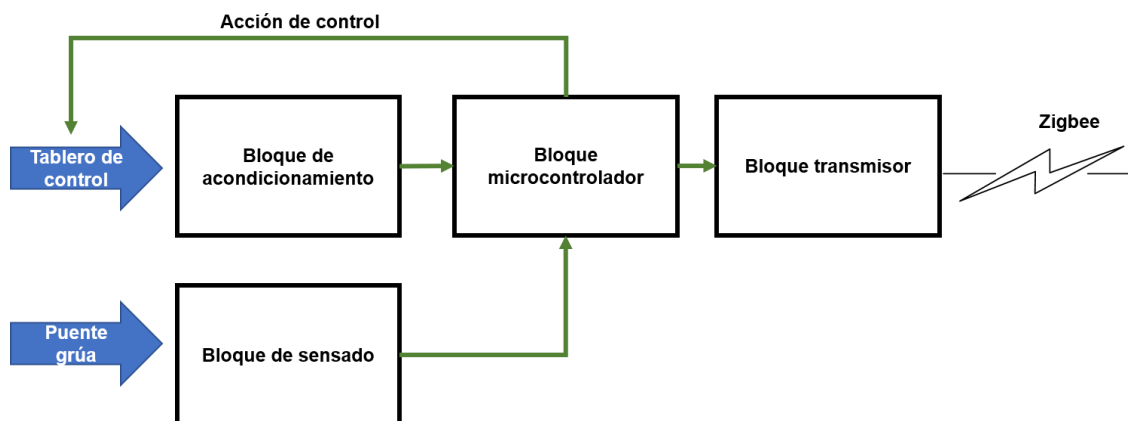 Acción de control
Zigbee
Tablero de
control
Bloque de
acondicionamiento
Bloque
microcontrolador
Bloque transmisor
Puente
grúa
Bloque de sensado